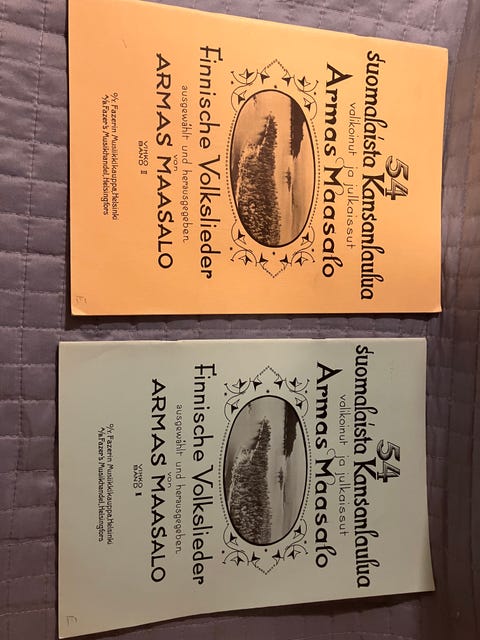 54
suomalaista Kansanlaulua
valikoinut ja julkaissut
Armas Maasalo
Finnische Volkslieder
ausgewählt und herausgegeben
von
ARMAS MAASALO
VIHKO
BAND II
O/Y. Fazerin Musiikkikauppa, Helsinki
A/B. Fazer's Musikhandel, Helsingfors
E
54
suomalaista Kansanlaulua
valikoinut ja julkaissut
Armas Maasalo
Finnische Volkslieder
ausgewählt und herausgegeben
von
ARMAS MAASALO
VIHKO
BAND II
O/Y. Fazerin Musiikkikauppa, Helsinki
A/B. Fazer's Musikhandel, Helsingfors
E